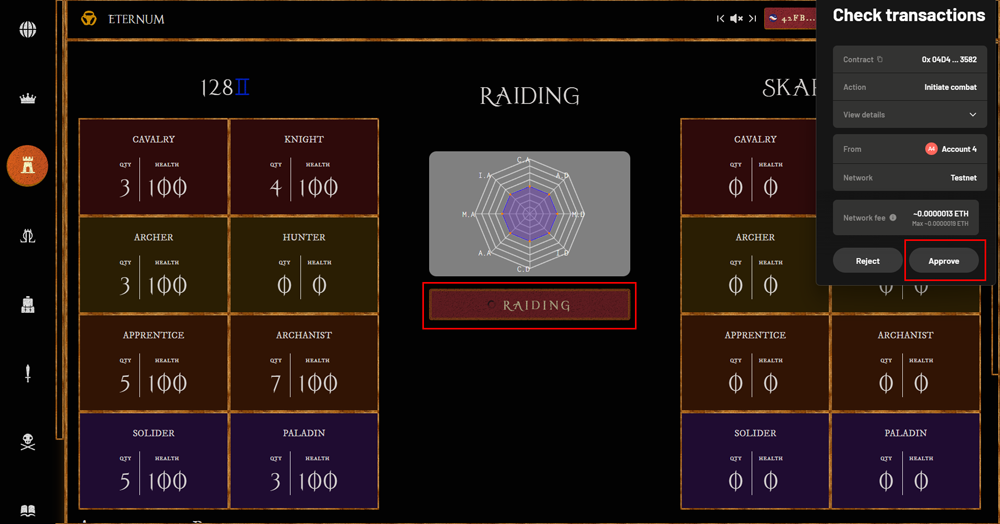 ETERNUM
42FB...
Check transactions
Contract 0x 04D4 ... 3582
Action Initiate combat
View details
From A4 Account 4
Network Testnet
Network fee ~0.0000013 ETH
Max ~0.0000019 ETH
Reject Approve
128II
CAVALRY KNIGHT
QTY HEALTH QTY HEALTH
3 100 4 100
ARCHER HUNTER
QTY HEALTH QTY HEALTH
3 100 0 0
APPRENTICE ARCHANIST
QTY HEALTH QTY HEALTH
5 100 7 100
SOLIDER PALADIN
QTY HEALTH QTY HEALTH
5 100 3 100
RAIDING
C.A
A.D
M.D
I.D
C.D
A.A
M.A
I.A
RAIDING
CAVALRY
QTY HEALTH
0 0
ARCHER
QTY HEALTH
0 0 0 0
APPRENTICE ARCHANIST
QTY HEALTH QTY HEALTH
0 0 0 0
SOLIDER PALADIN
QTY HEALTH QTY HEALTH
0 0 0 0